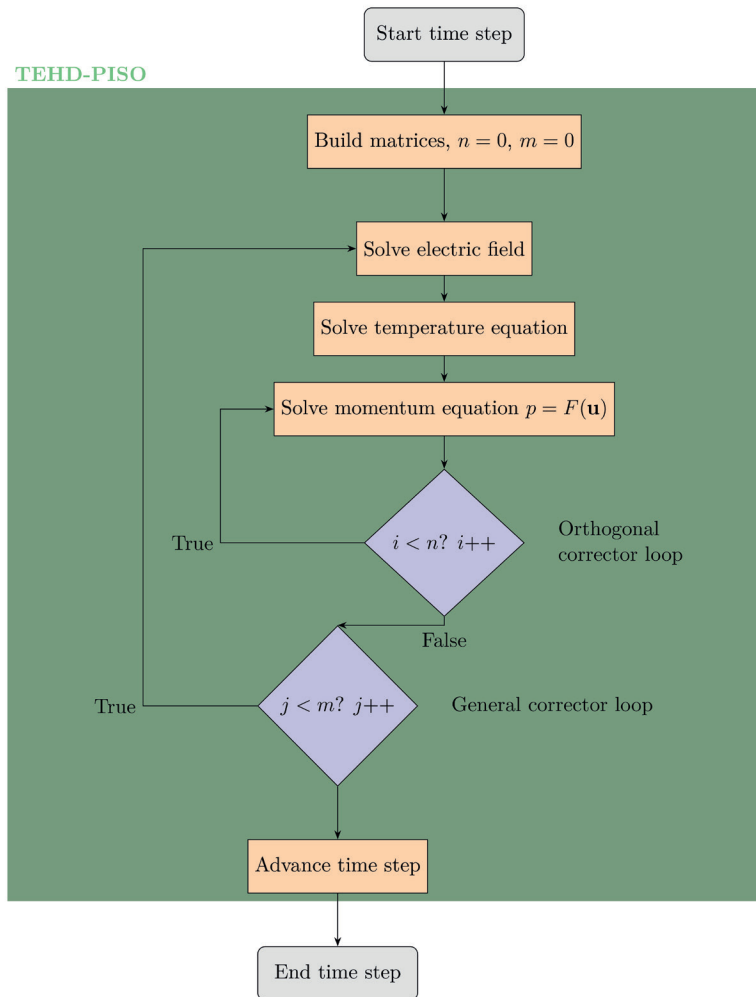 Start time step
TEHD-PISO
Build matrices, n = 0, m = 0
Solve electric field
Solve temperature equation
Solve momentum equation p = F(u)
i < n? i++
True
Orthogonal
corrector loop
False
j < m? j++
True
General corrector loop
Advance time step
End time step